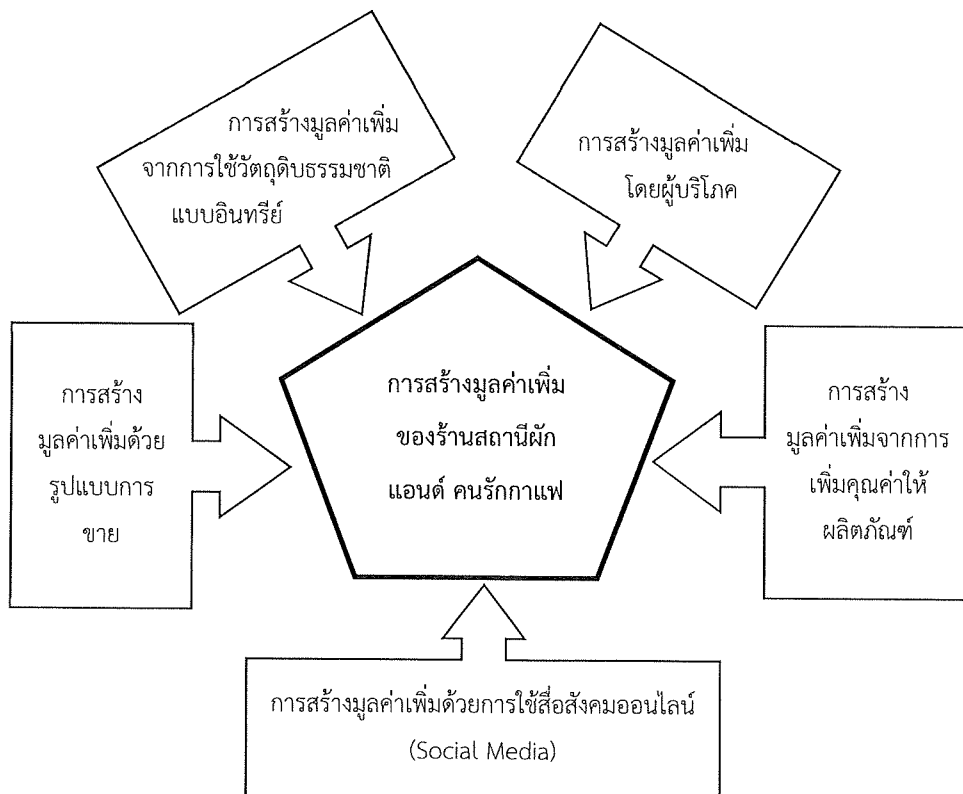 การสร้างมูลค่าเพิ่ม
จากการใช้วัตถุดิบธรรมชาติ
แบบอินทรีย์
การสร้างมูลค่าเพิ่ม
โดยผู้บริโภค
การสร้าง
มูลค่าเพิ่มด้วย
รูปแบบการ
ขาย
การสร้างมูลค่าเพิ่ม
ของร้านสถานีผัก
แอนด์ คนรักกาแฟ
การสร้าง
มูลค่าเพิ่มจากการ
เพิ่มคุณค่าให้
ผลิตภัณฑ์
การสร้างมูลค่าเพิ่มด้วยการใช้สื่อสังคมออนไลน์
(Social Media)